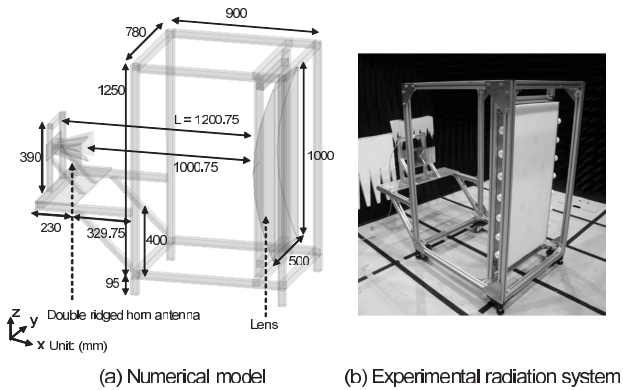 900
780
1250
L = 1200.75
1000.75
390
1000
230
329.75
400
500
95
Double ridged horn antenna
Lens
z
y
x Unit: (mm)
(a) Numerical model
(b) Experimental radiation system